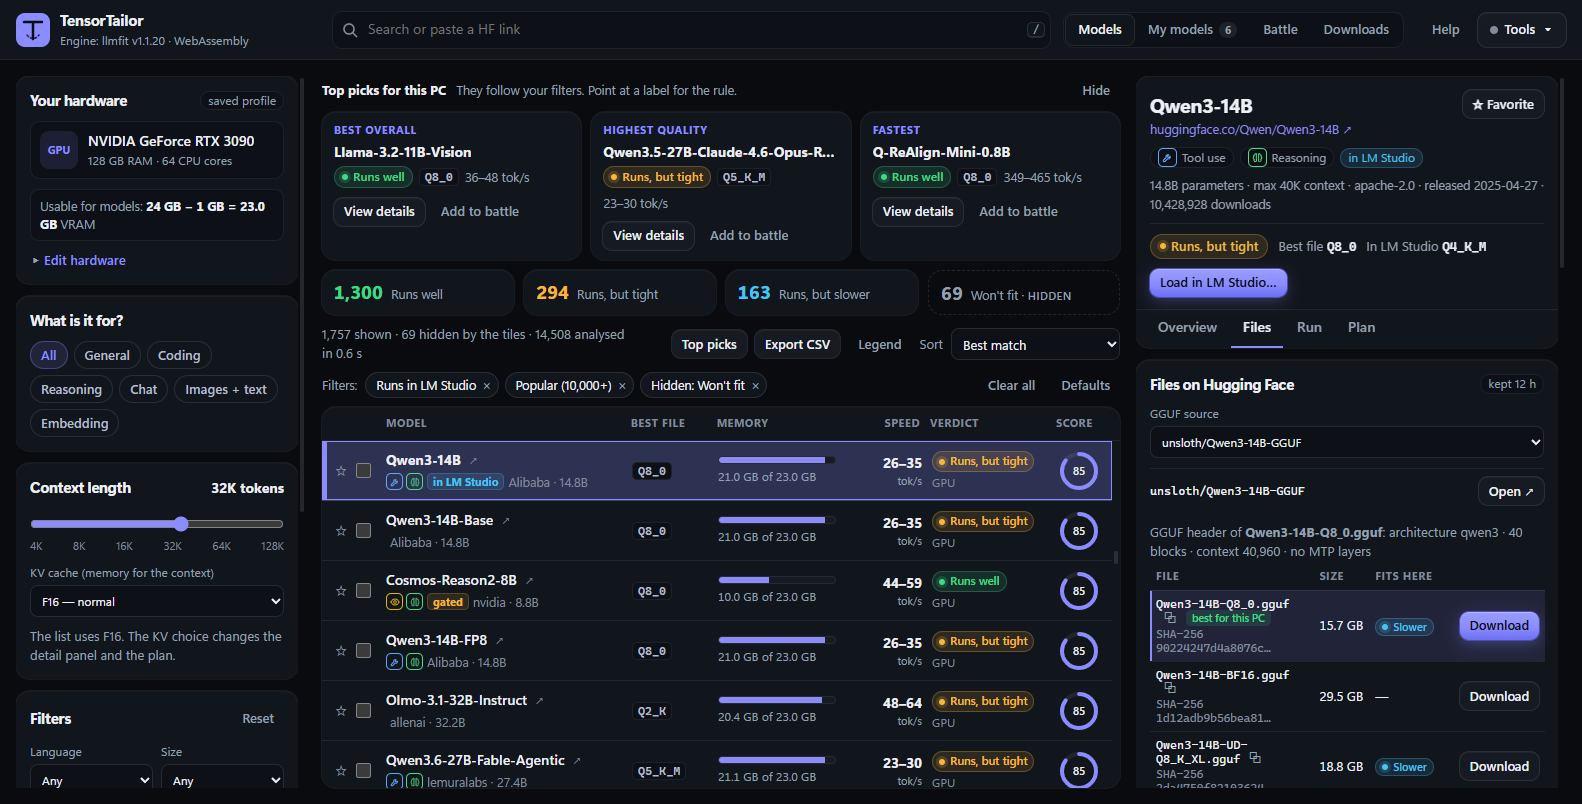 TensorTailor
Engine: llmfit v1.1.20 · WebAssembly
Search or paste a HF link
/
Models
My models 6
Battle
Downloads
Help
Tools
Your hardware
saved profile
GPU
NVIDIA GeForce RTX 3090
128 GB RAM · 64 CPU cores
Usable for models: 24 GB − 1 GB = 23.0
GB VRAM
Edit hardware
What is it for?
All
General
Coding
Reasoning
Chat
Images + text
Embedding
Context length
32K tokens
4K 8K 16K 32K 64K 128K
KV cache (memory for the context)
F16 — normal
The list uses F16. The KV choice changes the
detail panel and the plan.
Filters
Reset
Language
Size
Any
Any
Top picks for this PC They follow your filters. Point at a label for the rule.
Hide
BEST OVERALL
Llama-3.2-11B-Vision
Runs well Q8_0 36–48 tok/s
View details
Add to battle
HIGHEST QUALITY
Qwen3.5-27B-Claude-4.6-Opus-R...
Runs, but tight Q5_K_M
23–30 tok/s
View details
Add to battle
FASTEST
Q-ReAlign-Mini-0.8B
Runs well Q8_0 349–465 tok/s
View details
Add to battle
1,300 Runs well
294 Runs, but tight
163 Runs, but slower
69 Won't fit · HIDDEN
1,757 shown · 69 hidden by the tiles · 14,508 analysed
in 0.6 s
Top picks
Export CSV
Legend
Sort
Best match
Filters:
Runs in LM Studio ×
Popular (10,000+) ×
Hidden: Won't fit ×
Clear all
Defaults
MODEL BEST FILE MEMORY SPEED VERDICT SCORE
Qwen3-14B ↗
in LM Studio Alibaba · 14.8B
Q8_0
21.0 GB of 23.0 GB
26–35
tok/s
Runs, but tight
GPU
85
Qwen3-14B-Base ↗
Alibaba · 14.8B
Q8_0
21.0 GB of 23.0 GB
26–35
tok/s
Runs, but tight
GPU
85
Cosmos-Reason2-8B ↗
gated nvidia · 8.8B
Q8_0
10.0 GB of 23.0 GB
44–59
tok/s
Runs well
GPU
85
Qwen3-14B-FP8 ↗
Alibaba · 14.8B
Q8_0
21.0 GB of 23.0 GB
26–35
tok/s
Runs, but tight
GPU
85
Olmo-3.1-32B-Instruct ↗
allenai · 32.2B
Q2_K
20.4 GB of 23.0 GB
48–64
tok/s
Runs, but tight
GPU
85
Qwen3.6-27B-Fable-Agentic ↗
lemuralabs · 27.4B
Q5_K_M
21.1 GB of 23.0 GB
23–30
tok/s
Runs, but tight
GPU
85
Qwen3-14B
☆ Favorite
huggingface.co/Qwen/Qwen3-14B ↗
Tool use
Reasoning
in LM Studio
14.8B parameters · max 40K context · apache-2.0 · released 2025-04-27 ·
10,428,928 downloads
Runs, but tight Best file Q8_0 In LM Studio Q4_K_M
Load in LM Studio...
Overview
Files
Run
Plan
Files on Hugging Face
kept 12 h
GGUF source
unsloth/Qwen3-14B-GGUF
unsloth/Qwen3-14B-GGUF
Open ↗
GGUF header of Qwen3-14B-Q8_0.gguf: architecture qwen3 · 40
blocks · context 40,960 · no MTP layers
FILE SIZE FITS HERE
Qwen3-14B-Q8_0.gguf
best for this PC
SHA-256
90224247d4a8076c…
15.7 GB
Slower
Download
Qwen3-14B-BF16.gguf
SHA-256
1d12adb9b56bea81…
29.5 GB
—
Download
Qwen3-14B-UD-
Q8_K_XL.gguf
SHA-256
18.8 GB
Slower
Download